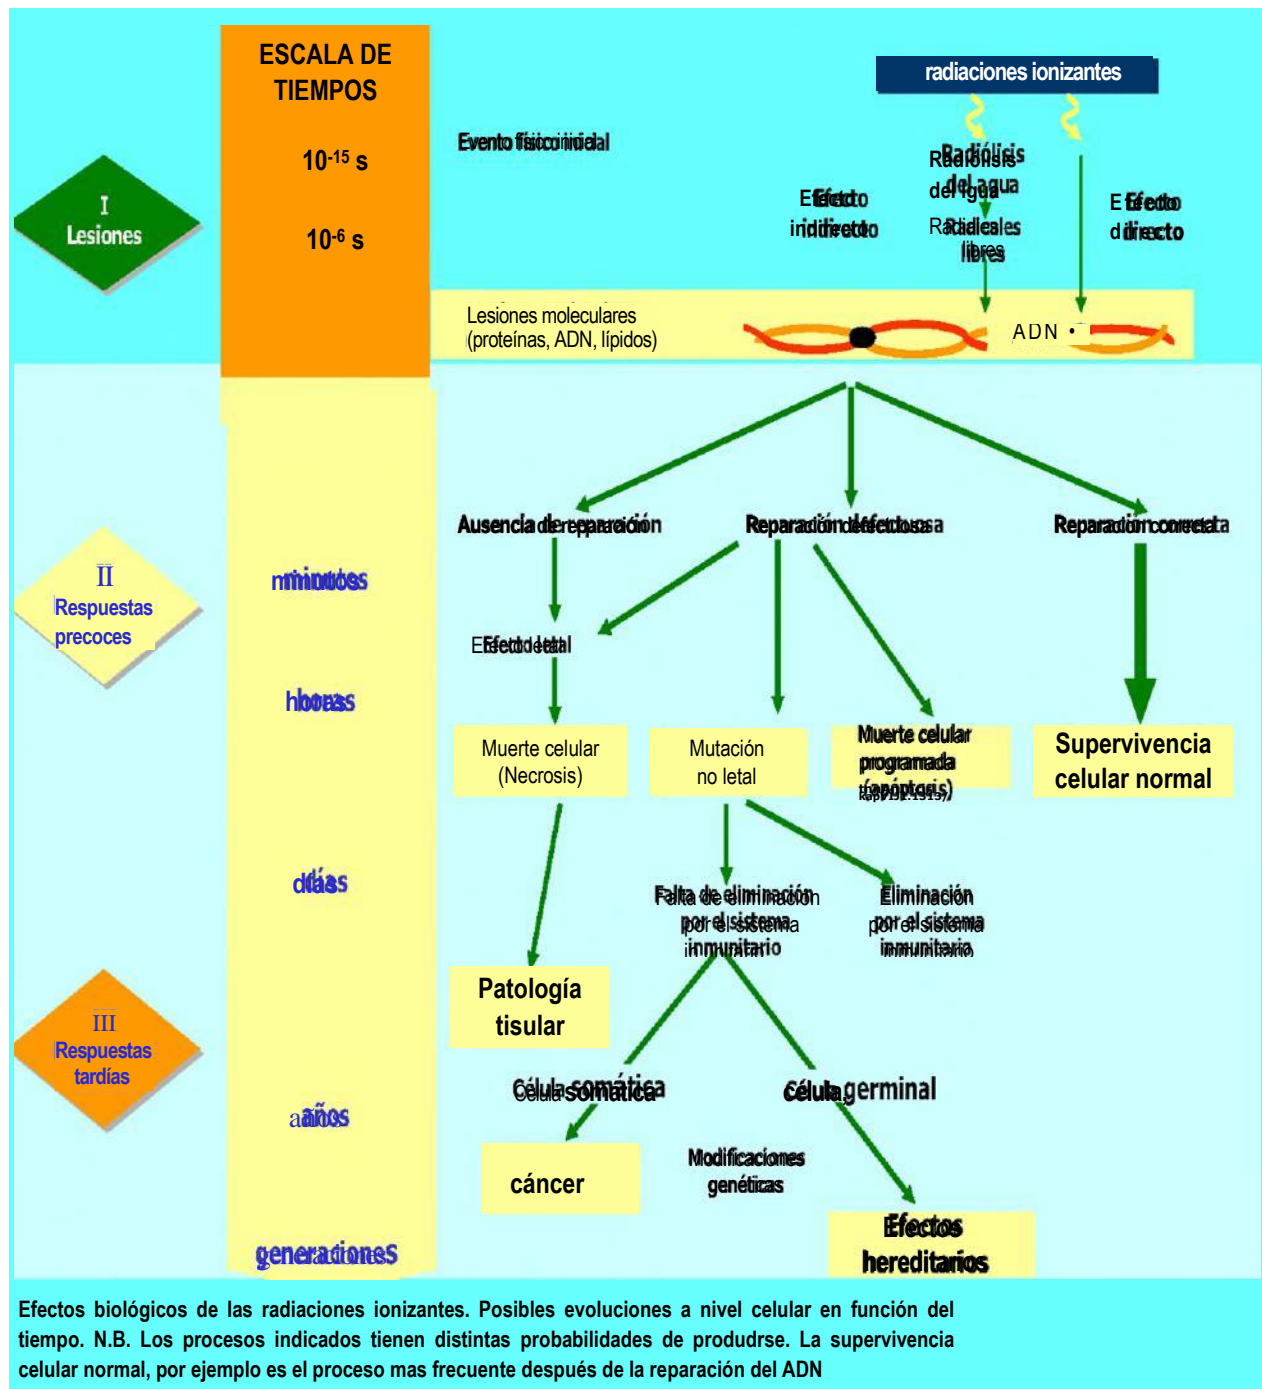 ESCALA DE
TIEMPOS
10-15 s
10-6 s
radiaciones ionizantes
Evento físico inicial
Radiólisis
del agua
Radicales
libres
Efecto
indirecto
Efecto
directo
I
Lesiones
Lesiones moleculares
(proteínas, ADN, lípidos)
ADN •
Ausencia de reparación
Reparación defectuosa
Reparación correcta
II
Respuestas
precoces
minutos
Efecto letal
horas
Muerte celular
(Necrosis)
Mutación
no letal
Muerte celular
programada
(apóptosis)
Supervivencia
celular normal
días
Falta de eliminación
por el sistema
inmunitario
Eliminación
por el sistema
inmunitario
Patología
tisular
III
Respuestas
tardías
Célula somática
célula germinal
años
cáncer
Modificaciones
genéticas
Efectos
hereditarios
generaciones
Efectos biológicos de las radiaciones ionizantes. Posibles evoluciones a nivel celular en función del
tiempo. N.B. Los procesos indicados tienen distintas probabilidades de produdrse. La supervivencia
celular normal, por ejemplo es el proceso mas frecuente después de la reparación del ADN